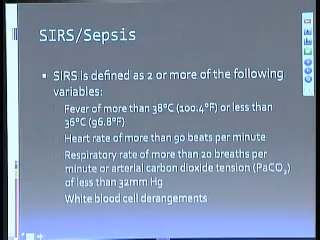 SIRS/Sepsis
SIRS is defined as 2 or more of the following
variables:
Fever of more than 38°C (100.4°F) or less than
36°C (96.8°F)
Heart rate of more than 90 beats per minute
Respiratory rate of more than 20 breaths per
minute or arterial carbon dioxide tension (PaCO2)
of less than 32mm Hg
White blood cell derangements